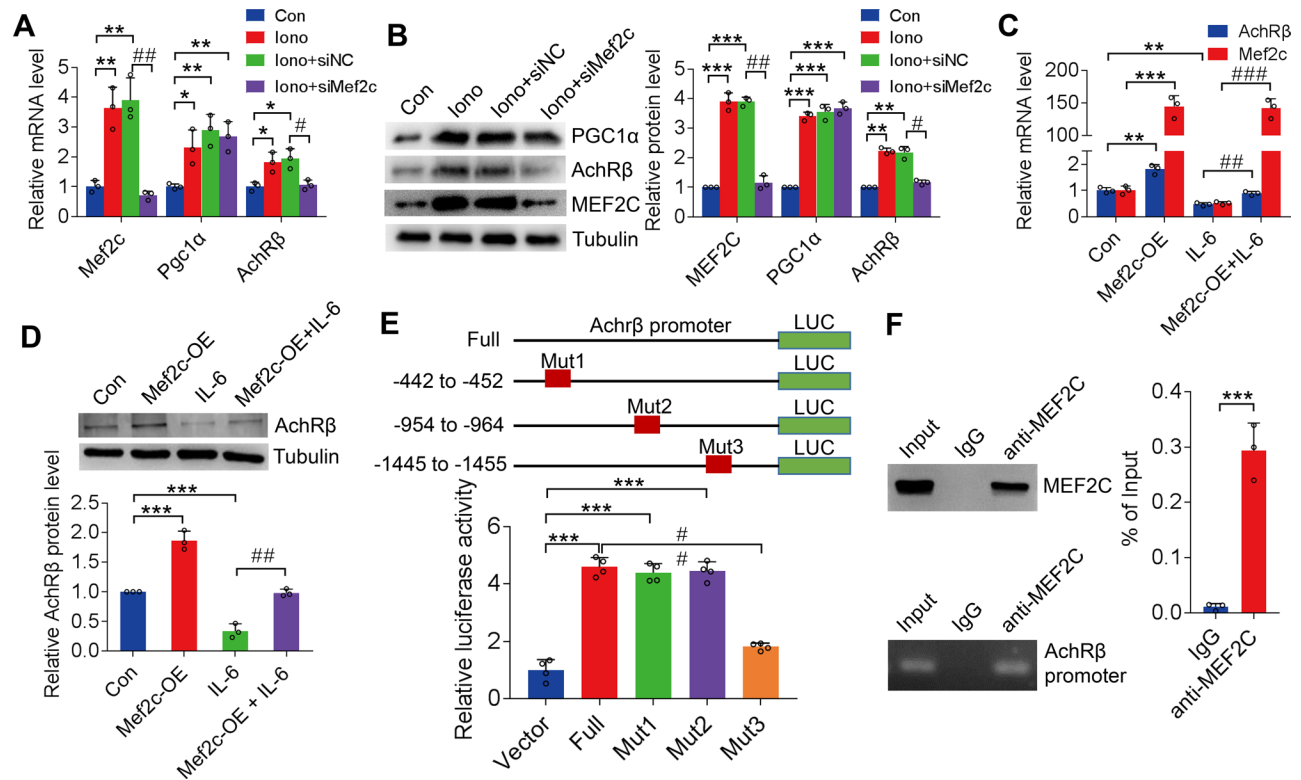 A
Con
Iono
Iono+siNC
Iono+siMef2c
Relative mRNA level
5
4
3
2
1
0
** ** ## * ** ** * * #
Mef2c Pgc1α AchRβ
B
Con Iono Iono+siNC Iono+siMef2c
PGC1α
AchRβ
MEF2C
Tubulin
Con
Iono
Iono+siNC
Iono+siMef2c
Relative protein level
5
4
3
2
1
0
*** *** ## *** *** *** ** ** #
MEF2C PGC1α AchRβ
C
AchRβ
Mef2c
Relative mRNA level
200
150
100
50
2
1
0
** *** ### ** ##
Con Mef2c-OE IL-6 Mef2c-OE+IL-6
D
Con Mef2c-OE IL-6 Mef2c-OE+IL-6
AchRβ
Tubulin
Relative AchRβ protein level
2.5
2.0
1.5
1.0
0.5
0.0
*** *** ##
Con Mef2c-OE IL-6 Mef2c-OE + IL-6
E
Full Achrβ promoter LUC
-442 to -452 Mut1 LUC
-954 to -964 Mut2 LUC
-1445 to -1455 Mut3 LUC
Relative luciferase activity
6
4
2
0
***
***
***
#
#
Vector Full Mut1 Mut2 Mut3
F
Input IgG anti-MEF2C
MEF2C
Input IgG anti-MEF2C
AchRβ
promoter
% of Input
0.4
0.3
0.2
0.1
0.0
***
IgG anti-MEF2C